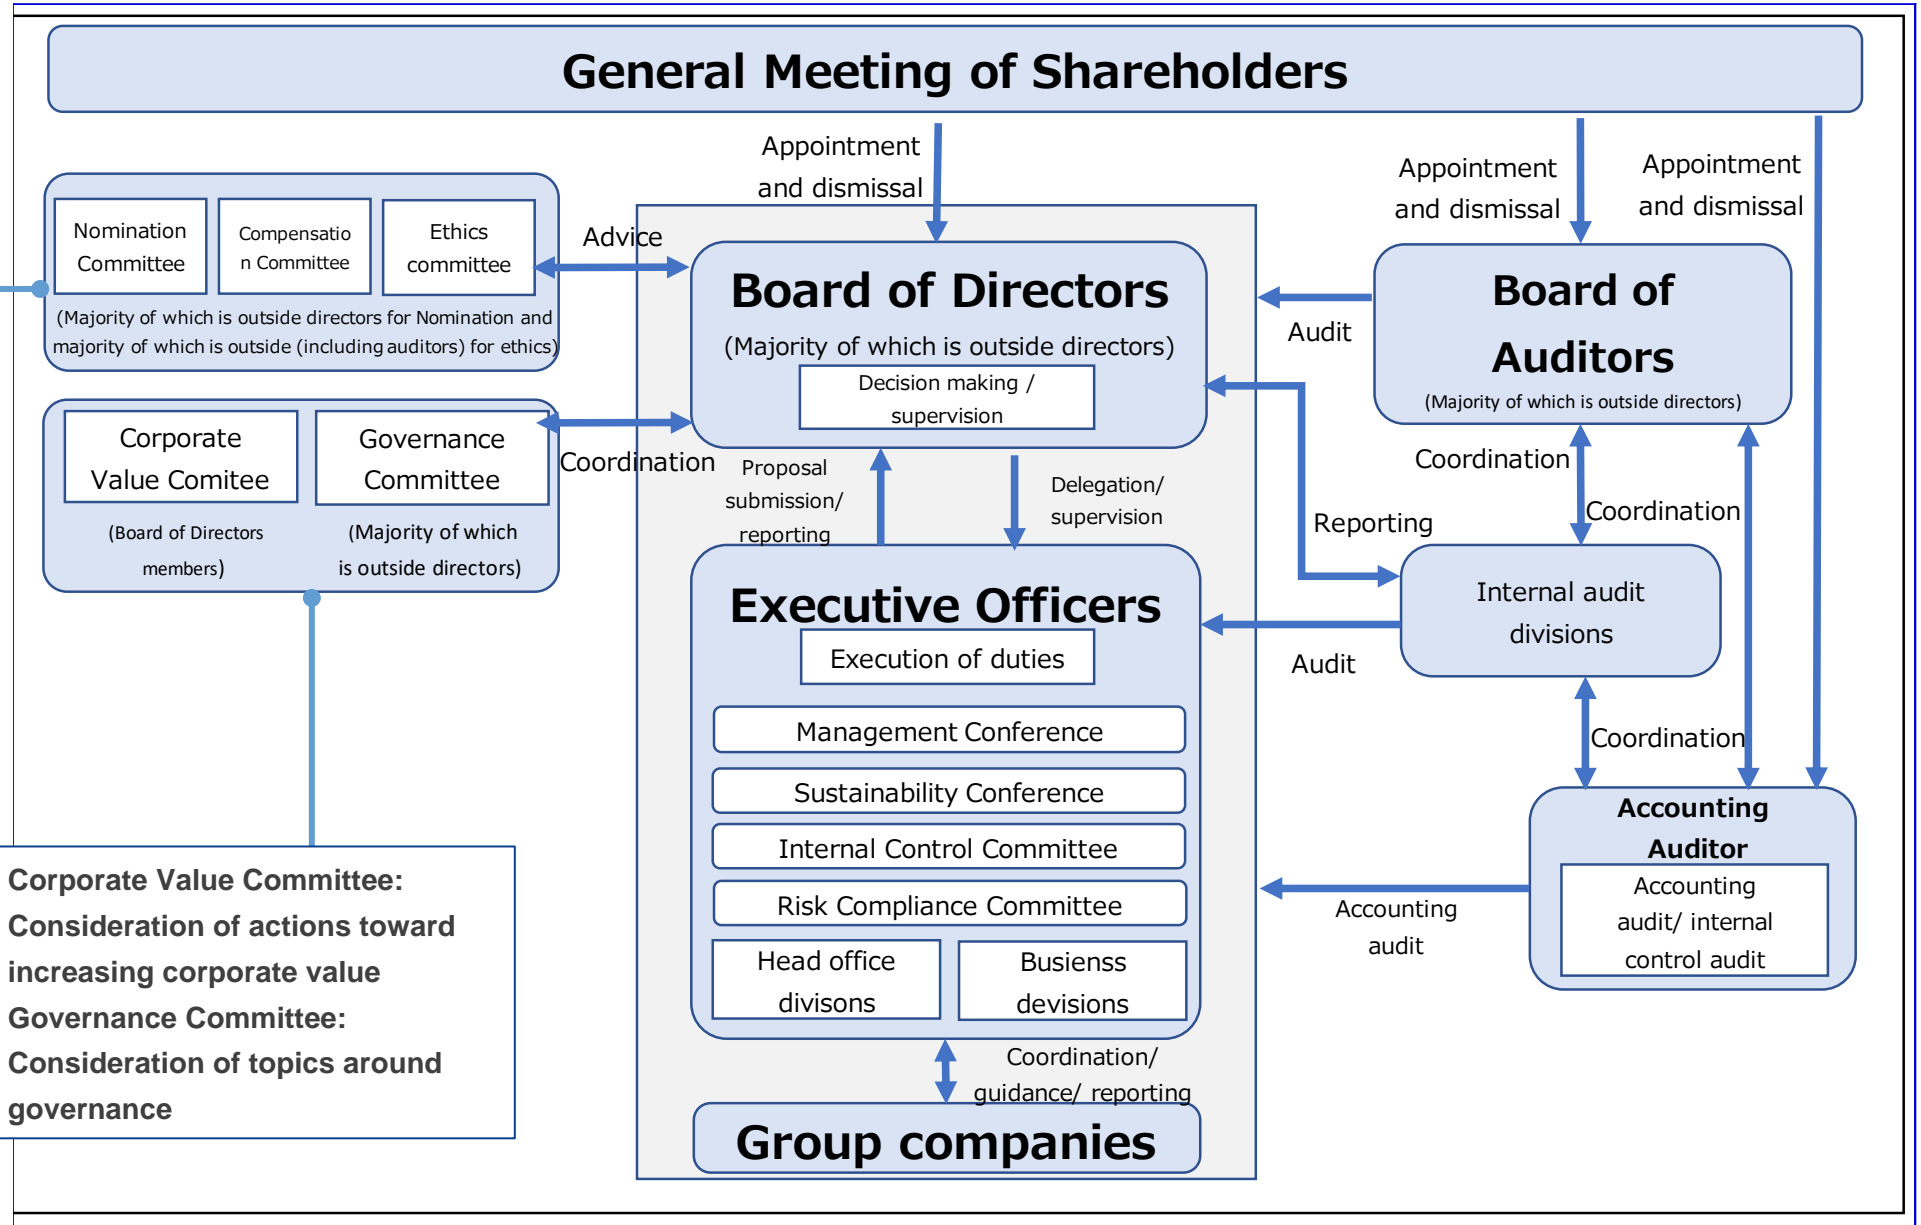 General Meeting of Shareholders
Appointment
and dismissal
Appointment
and dismissal
Appointment
and dismissal
Nomination
Committee
Compensatio
n Committee
Ethics
committee
(Majority of which is outside directors for Nomination and
majority of which is outside (including auditors) for ethics)
Advice
Board of Directors
(Majority of which is outside directors)
Decision making /
supervision
Audit
Board of
Auditors
(Majority of which is outside directors)
Corporate
Value Comitee
Governance
Committee
(Board of Directors
members)
(Majority of which
is outside directors)
Coordination
Proposal
submission/
reporting
Delegation/
supervision
Reporting
Coordination
Coordination
Executive Officers
Execution of duties
Management Conference
Sustainability Conference
Internal Control Committee
Risk Compliance Committee
Head office
divisons
Busienss
devisions
Internal audit
divisions
Audit
Coordination
Accounting
Auditor
Accounting
audit/ internal
control audit
Accounting
audit
Coordination/
guidance/ reporting
Group companies
Corporate Value Committee:
Consideration of actions toward
increasing corporate value
Governance Committee:
Consideration of topics around
governance